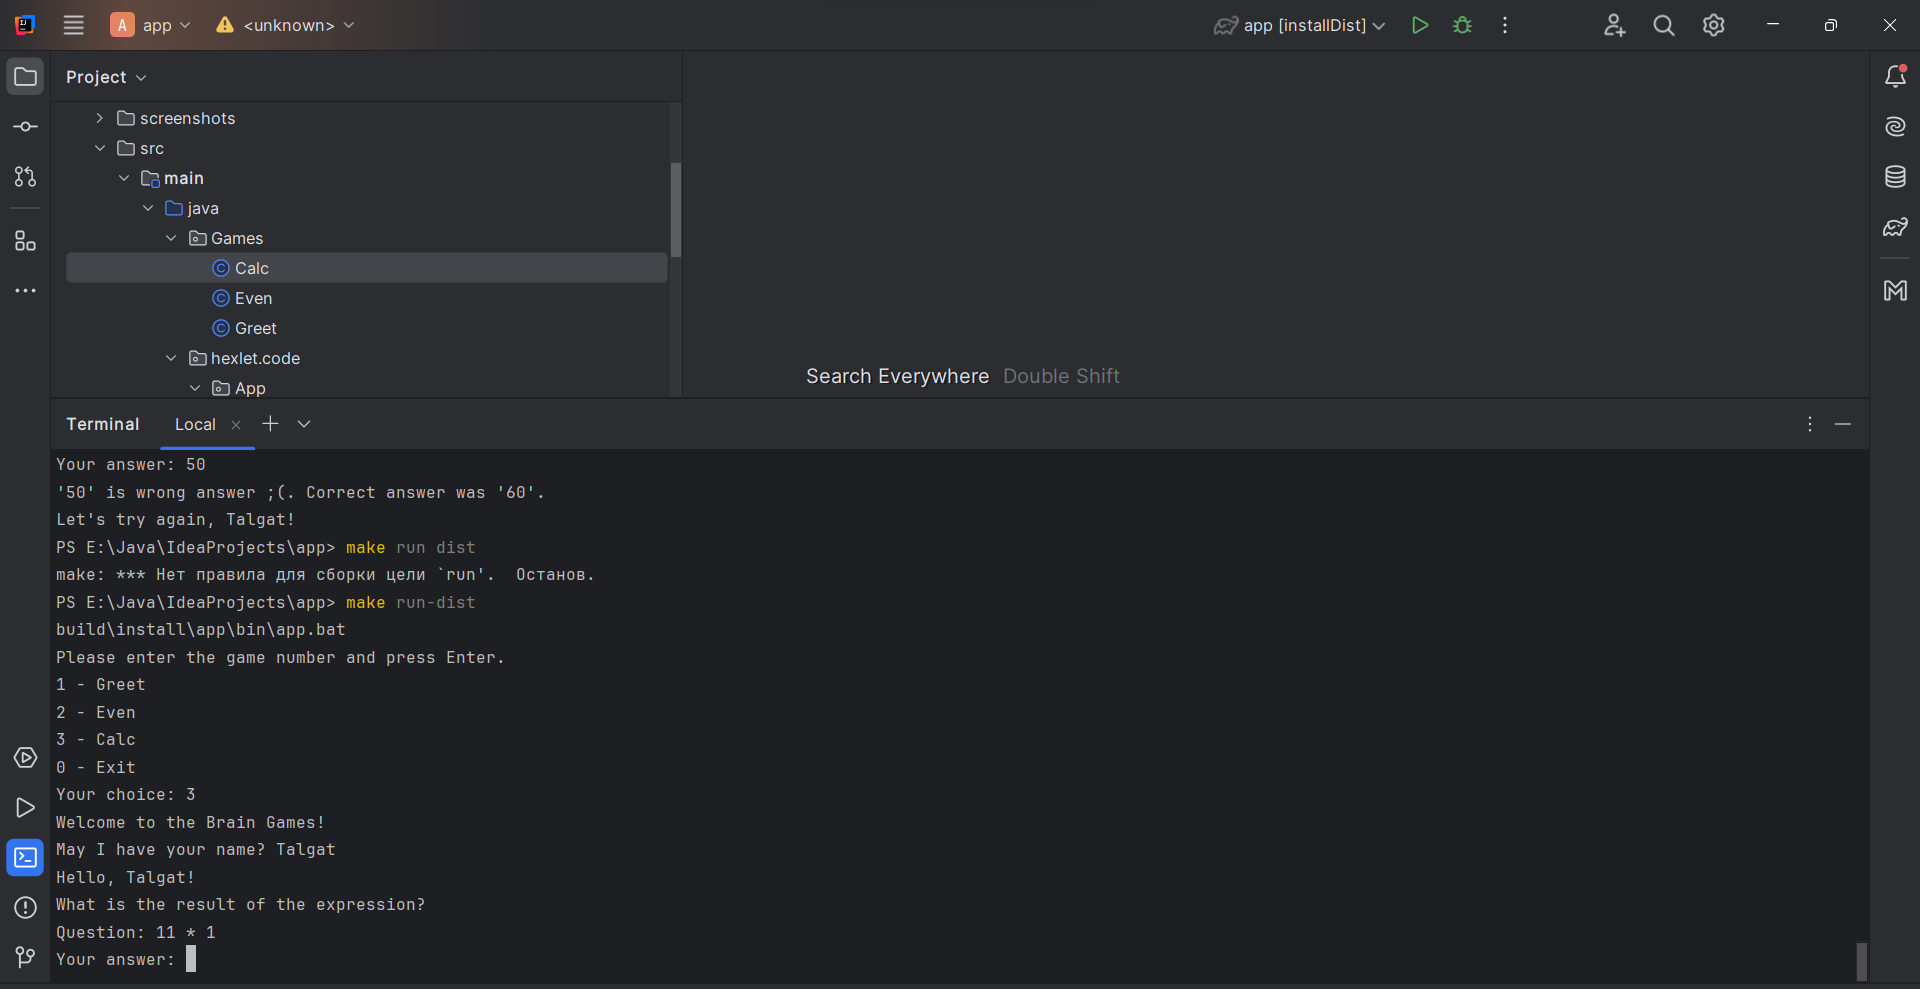 A app <unknown> app [installDist]
Project
screenshots
src
main
java
Games
Calc
Even
Greet
hexlet.code
App
Search Everywhere Double Shift
Terminal Local
Your answer: 50
'50' is wrong answer ;(. Correct answer was '60'.
Let's try again, Talgat!
PS E:\Java\IdeaProjects\app> make run dist
make: *** Нет правила для сборки цели `run'.  Останов.
PS E:\Java\IdeaProjects\app> make run-dist
build\install\app\bin\app.bat
Please enter the game number and press Enter.
1 - Greet
2 - Even
3 - Calc
0 - Exit
Your choice: 3
Welcome to the Brain Games!
May I have your name? Talgat
Hello, Talgat!
What is the result of the expression?
Question: 11 * 1
Your answer: